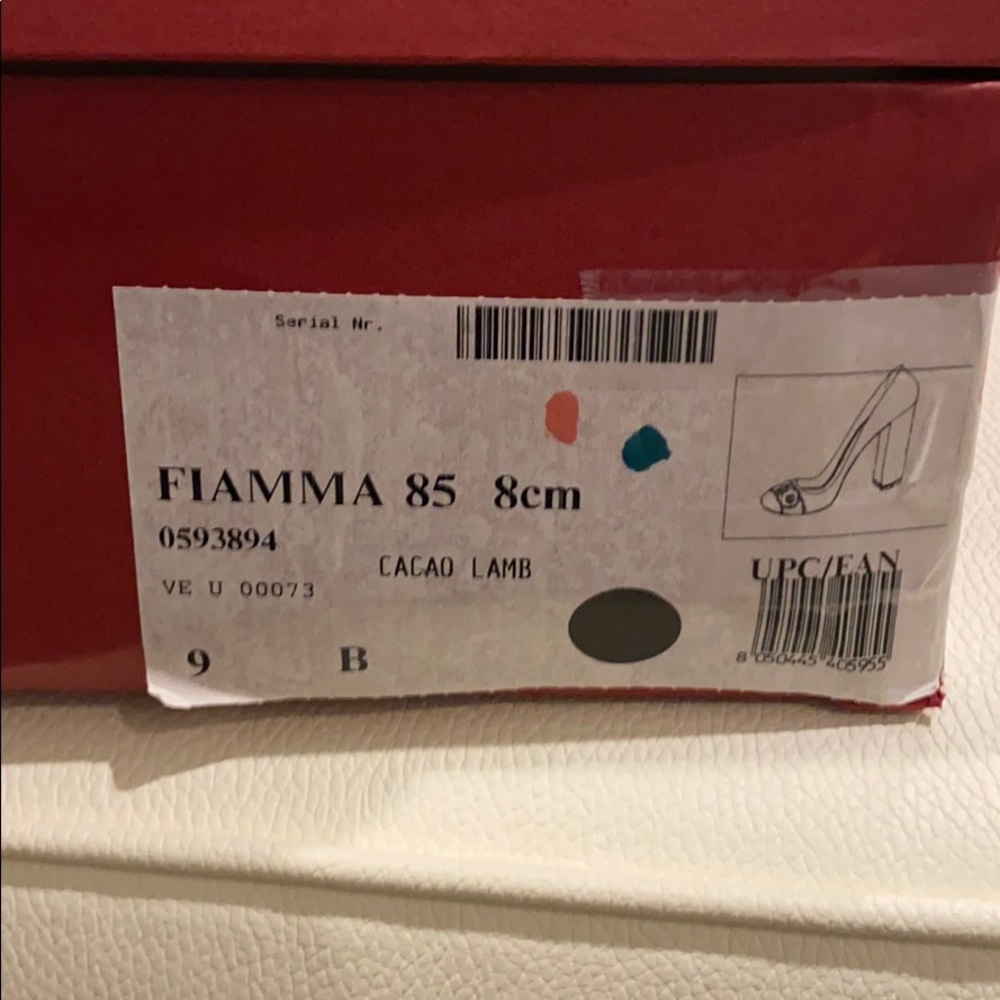 Serial Nr.
FIAMMA 85 8cm
0593894
CACAO LAMB
VE U 00073
UPC/EAN
8 050445 405955
9 B